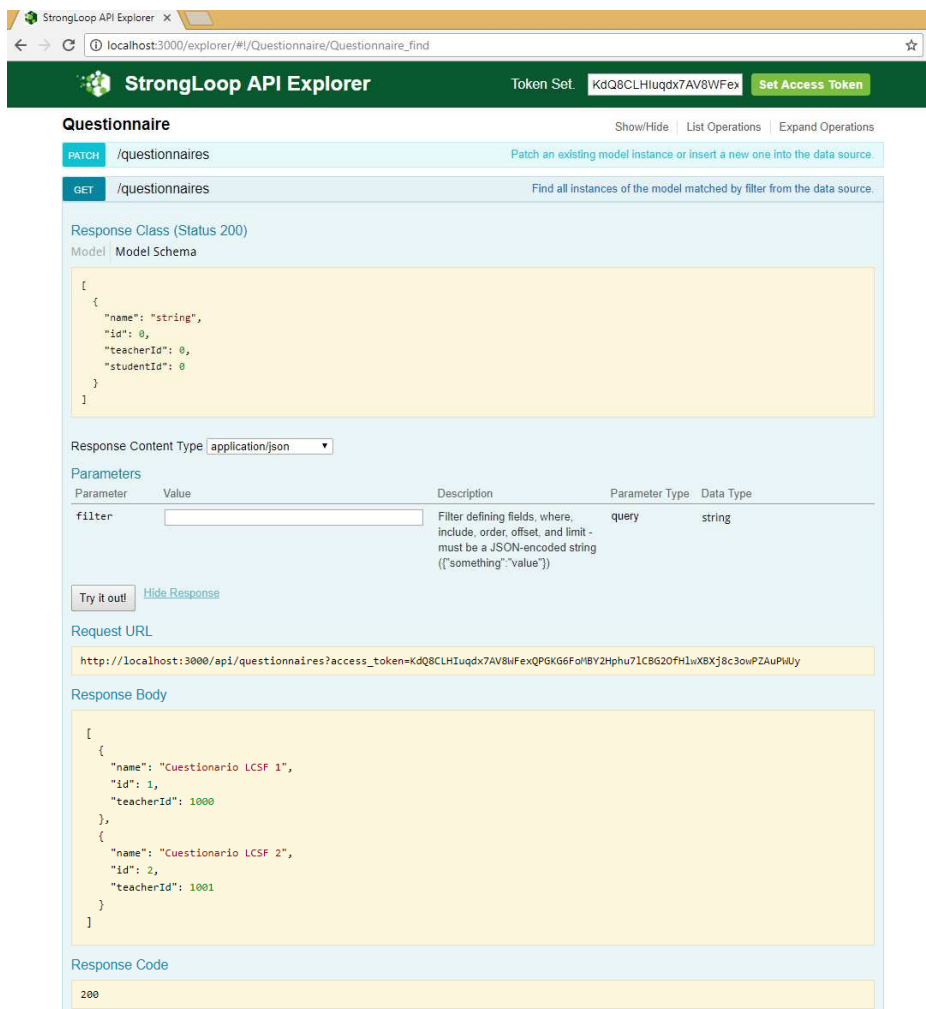 StrongLoop API Explorer
localhost:3000/explorer/#!/Questionnaire/Questionnaire_find
StrongLoop API Explorer Token Set. KdQ8CLHIuqdx7AV8WFex Set Access Token
Questionnaire Show/Hide List Operations Expand Operations
PATCH /questionnaires Patch an existing model instance or insert a new one into the data source.
GET /questionnaires Find all instances of the model matched by filter from the data source.
Response Class (Status 200)
Model Model Schema
[
{
"name": "string",
"id": 0,
"teacherId": 0,
"studentId": 0
}
]
Response Content Type application/json
Parameters
Parameter Value Description Parameter Type Data Type
filter Filter defining fields, where, query string
include, order, offset, and limit -
must be a JSON-encoded string
({"something":"value"})
Try it out! Hide Response
Request URL
http://localhost:3000/api/questionnaires?access_token=KdQ8CLHIuqdx7AV8WFexQPGKG6FoMBY2Hphu7lCBG2OfHlwXBXj8c3owPZAuPWUy
Response Body
[
{
"name": "Cuestionario LCSF 1",
"id": 1,
"teacherId": 1000
},
{
"name": "Cuestionario LCSF 2",
"id": 2,
"teacherId": 1001
}
]
Response Code
200